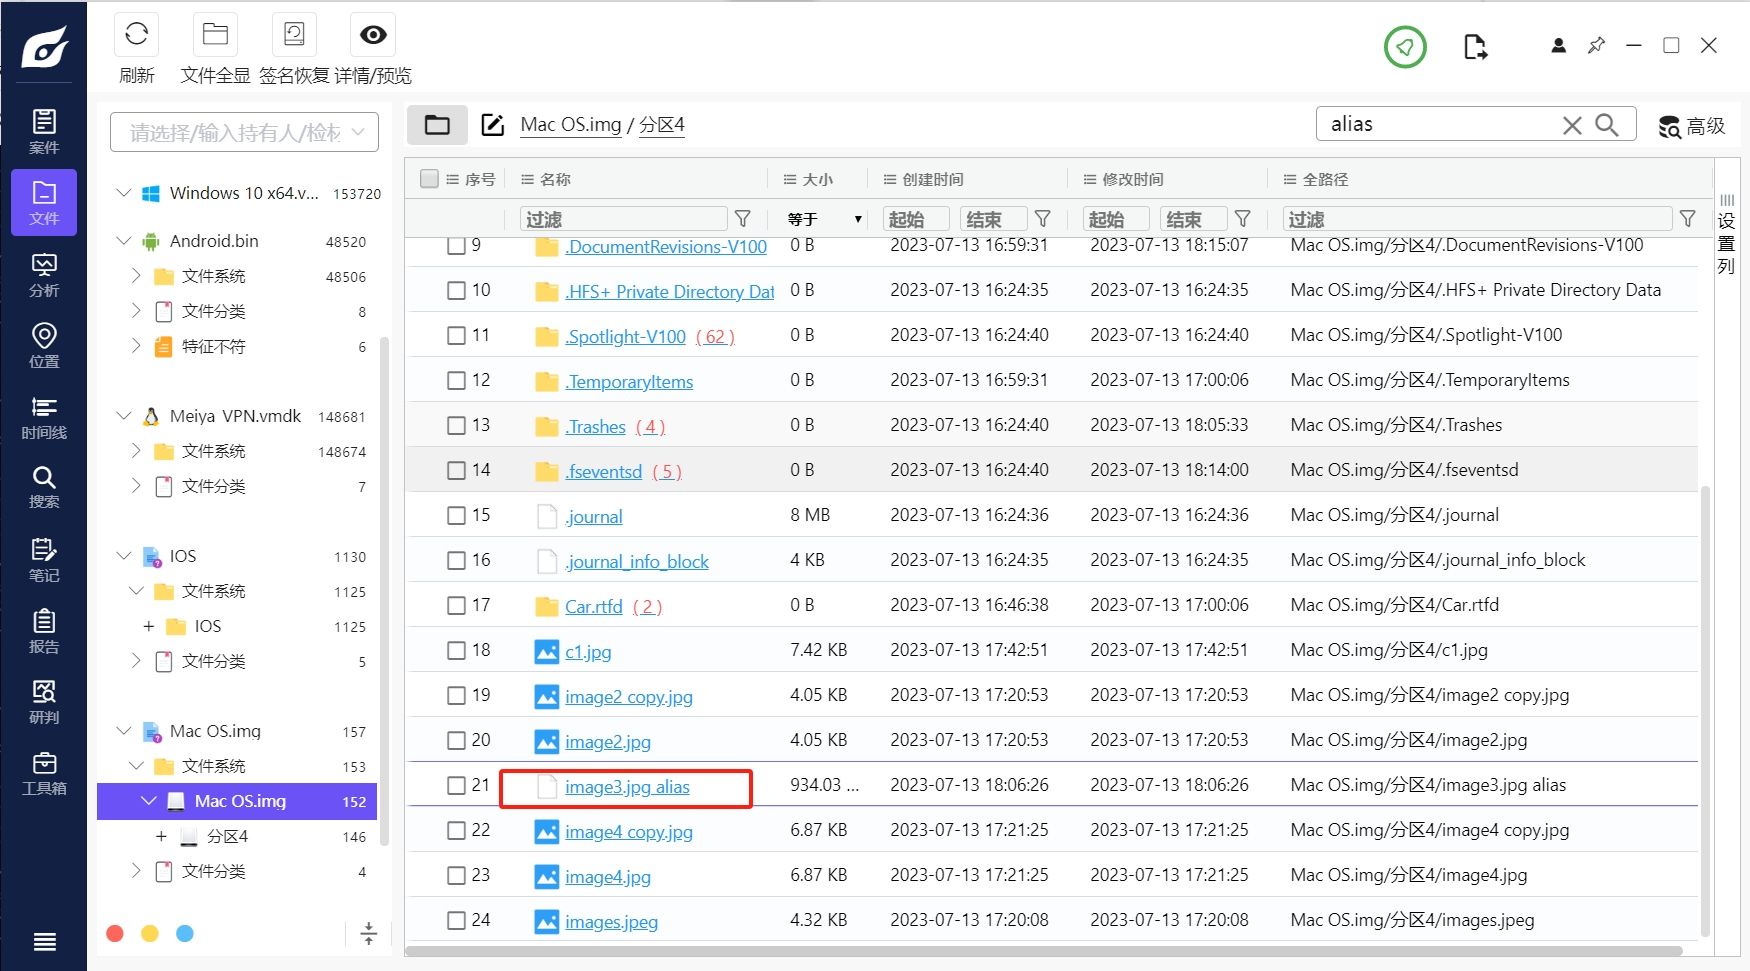 刷新
文件全显
签名恢复
详情/预览
案件
文件
分析
位置
时间线
搜索
笔记
报告
研判
工具箱
请选择/输入持有人/检材
Windows 10 x64.v... 153720
Android.bin 48520
文件系统 48506
文件分类 8
特征不符 6
Meiya VPN.vmdk 148681
文件系统 148674
文件分类 7
IOS 1130
文件系统 1125
IOS 1125
文件分类 5
Mac OS.img 157
文件系统 153
Mac OS.img 152
分区4 146
文件分类 4
Mac OS.img / 分区4
alias
高级
序号 名称 大小 创建时间 修改时间 全路径
过滤 等于 起始 结束 起始 结束 过滤
设置列
9 .DocumentRevisions-V100 0 B 2023-07-13 16:59:31 2023-07-13 18:15:07 Mac OS.img/分区4/.DocumentRevisions-V100
10 .HFS+ Private Directory Dat 0 B 2023-07-13 16:24:35 2023-07-13 16:24:35 Mac OS.img/分区4/.HFS+ Private Directory Data
11 .Spotlight-V100 ( 62 ) 0 B 2023-07-13 16:24:40 2023-07-13 16:24:40 Mac OS.img/分区4/.Spotlight-V100
12 .TemporaryItems 0 B 2023-07-13 16:59:31 2023-07-13 17:00:06 Mac OS.img/分区4/.TemporaryItems
13 .Trashes ( 4 ) 0 B 2023-07-13 16:24:40 2023-07-13 18:05:33 Mac OS.img/分区4/.Trashes
14 .fseventsd ( 5 ) 0 B 2023-07-13 16:24:40 2023-07-13 18:14:00 Mac OS.img/分区4/.fseventsd
15 .journal 8 MB 2023-07-13 16:24:36 2023-07-13 16:24:36 Mac OS.img/分区4/.journal
16 .journal_info_block 4 KB 2023-07-13 16:24:35 2023-07-13 16:24:35 Mac OS.img/分区4/.journal_info_block
17 Car.rtfd ( 2 ) 0 B 2023-07-13 16:46:38 2023-07-13 17:00:06 Mac OS.img/分区4/Car.rtfd
18 c1.jpg 7.42 KB 2023-07-13 17:42:51 2023-07-13 17:42:51 Mac OS.img/分区4/c1.jpg
19 image2 copy.jpg 4.05 KB 2023-07-13 17:20:53 2023-07-13 17:20:53 Mac OS.img/分区4/image2 copy.jpg
20 image2.jpg 4.05 KB 2023-07-13 17:20:53 2023-07-13 17:20:53 Mac OS.img/分区4/image2.jpg
21 image3.jpg alias 934.03 ... 2023-07-13 18:06:26 2023-07-13 18:06:26 Mac OS.img/分区4/image3.jpg alias
22 image4 copy.jpg 6.87 KB 2023-07-13 17:21:25 2023-07-13 17:21:25 Mac OS.img/分区4/image4 copy.jpg
23 image4.jpg 6.87 KB 2023-07-13 17:21:25 2023-07-13 17:21:25 Mac OS.img/分区4/image4.jpg
24 images.jpeg 4.32 KB 2023-07-13 17:20:08 2023-07-13 17:20:08 Mac OS.img/分区4/images.jpeg